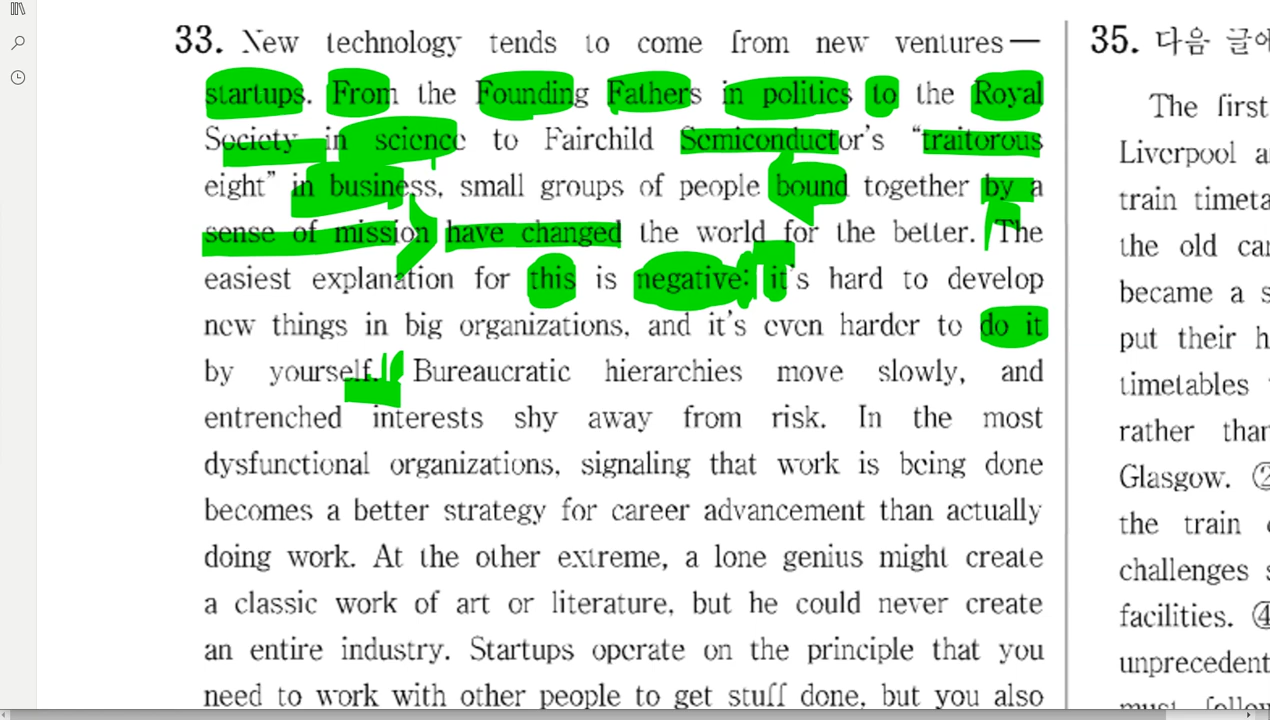 33. New technology tends to come from new ventures—
startups. From the Founding Fathers in politics to the Royal
Society in science to Fairchild Semiconductor's "traitorous
eight" in business, small groups of people bound together by a
sense of mission have changed the world for the better. The
easiest explanation for this is negative: it's hard to develop
new things in big organizations, and it's even harder to do it
by yourself. Bureaucratic hierarchies move slowly, and
entrenched interests shy away from risk. In the most
dysfunctional organizations, signaling that work is being done
becomes a better strategy for career advancement than actually
doing work. At the other extreme, a lone genius might create
a classic work of art or literature, but he could never create
an entire industry. Startups operate on the principle that you
need to work with other people to get stuff done, but you also
35. 다음 글에
The first
Liverpool a
train timeta
the old ca
became a s
put their h
timetables
rather tha
Glasgow. ②
the train
challenges
facilities. ④
unprecedent
must follow